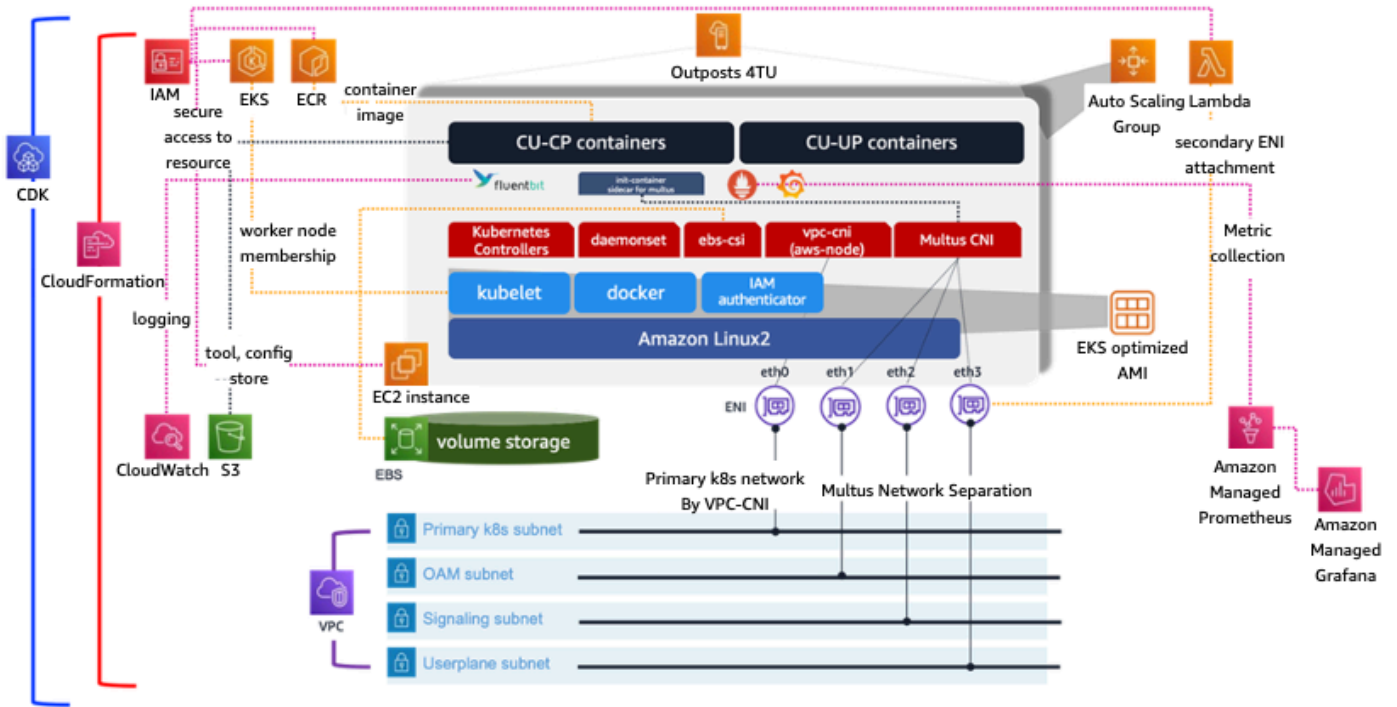 Outposts 4TU
IAM
EKS
ECR
container
image
secure
access to
resource
CDK
CloudFormation
worker node
membership
logging
tool, config
store
CloudWatch
S3
CU-CP containers
CU-UP containers
fluentbit
init-container
sidecar for multus
Kubernetes
Controllers
daemonset
ebs-csi
vpc-cni
(aws-node)
Multus CNI
kubelet
docker
IAM
authenticator
Amazon Linux2
EC2 instance
eth0
eth1
eth2
eth3
ENI
EBS
volume storage
Auto Scaling
Group
Lambda
secondary ENI
attachment
Metric
collection
EKS optimized
AMI
Amazon
Managed
Prometheus
Amazon
Managed
Grafana
Primary k8s network
By VPC-CNI
Multus Network Separation
VPC
Primary k8s subnet
OAM subnet
Signaling subnet
Userplane subnet